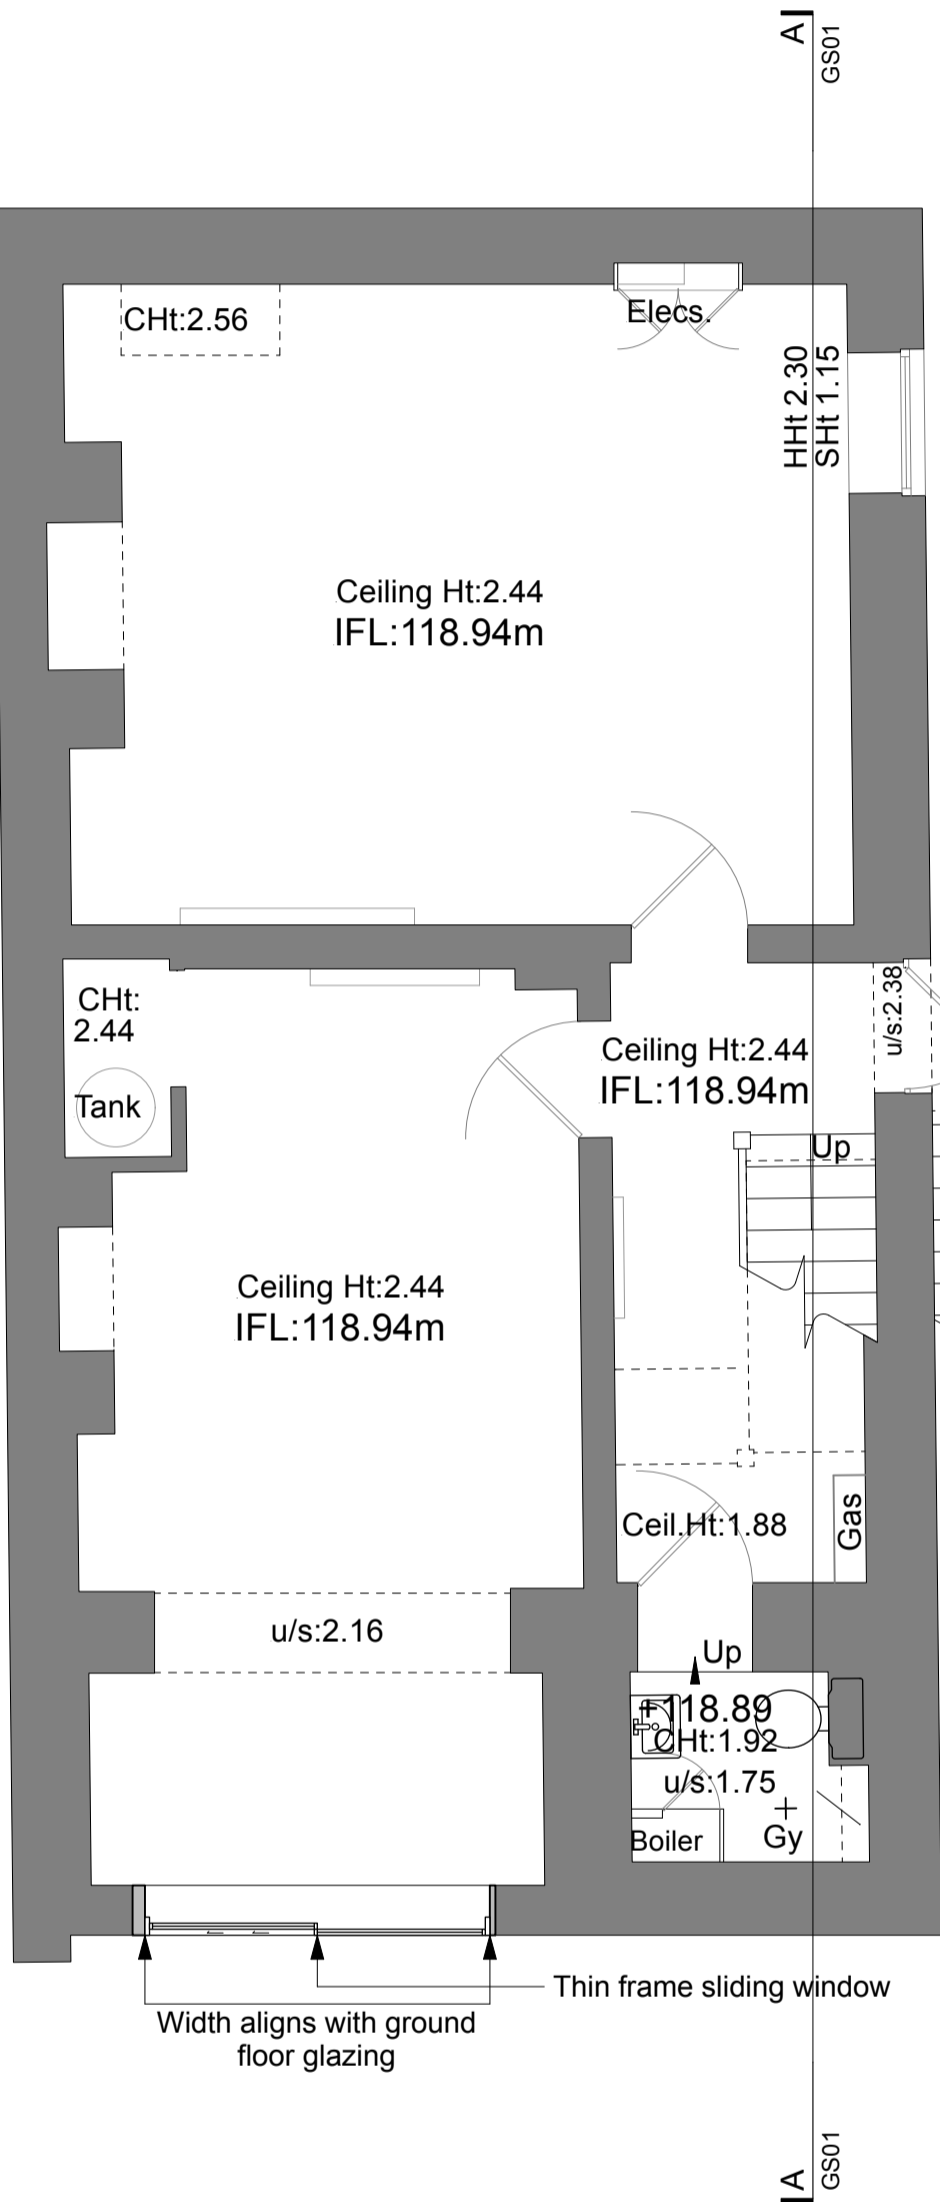 A
GS01
CHt:2.56
Elecs.
HHt 2.30
SHt 1.15
Ceiling Ht:2.44
IFL:118.94m
CHt:
2.44
Tank
u/s:2.38
Ceiling Ht:2.44
IFL:118.94m
Up
Ceiling Ht:2.44
IFL:118.94m
Ceil.Ht:1.88
Gas
u/s:2.16
Up
+118.89
CHt:1.92
u/s:1.75
Boiler
Gy
Thin frame sliding window
Width aligns with ground
floor glazing
A
GS01